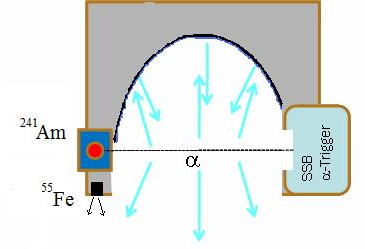 ²⁴¹Am
α
⁵⁵Fe
SSB
α-Trigger